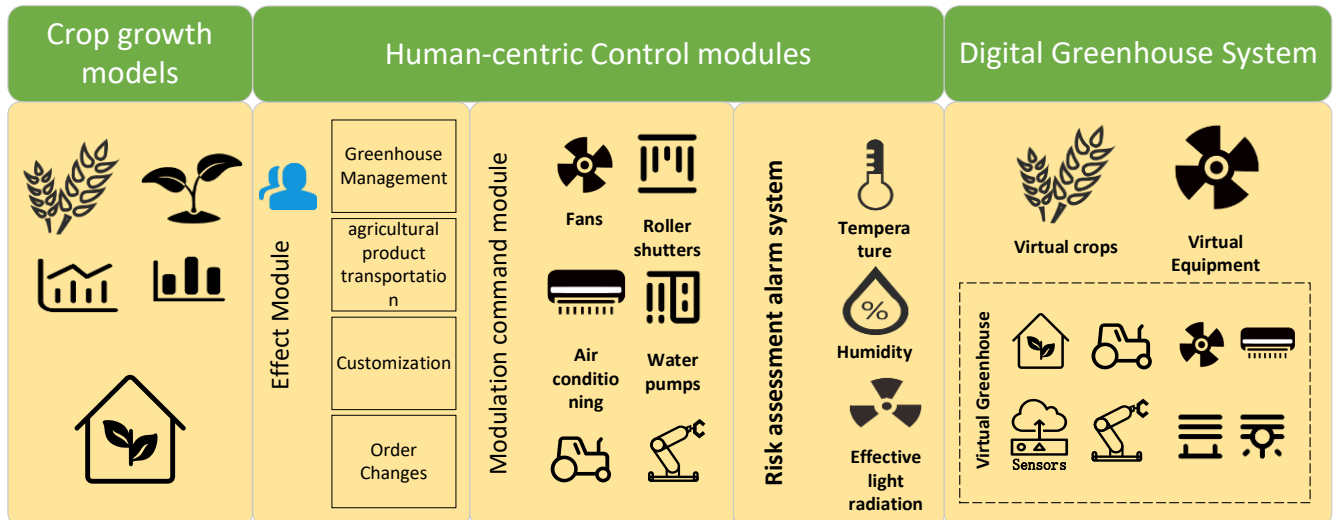 Crop growth
models
Human-centric Control modules
Digital Greenhouse System
Effect Module
Greenhouse
Management
agricultural
product
transportatio
n
Customization
Order
Changes
Modulation command module
Fans
Roller
shutters
Air
conditio
ning
Water
pumps
Risk assessment alarm system
Tempera
ture
%
Humidity
Effective
light
radiation
Virtual crops
Virtual
Equipment
Virtual Greenhouse
Sensors